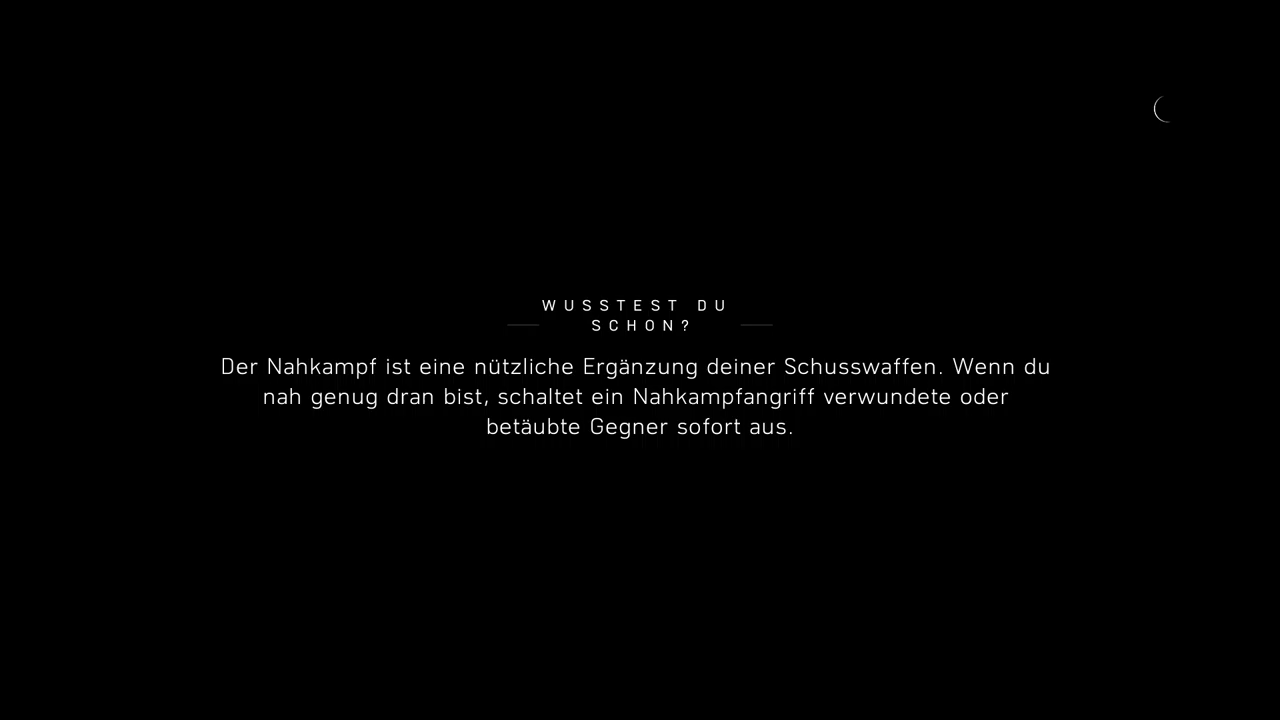 WUSSTEST DU
SCHON?
Der Nahkampf ist eine nützliche Ergänzung deiner Schusswaffen. Wenn du
nah genug dran bist, schaltet ein Nahkampfangriff verwundete oder
betäubte Gegner sofort aus.